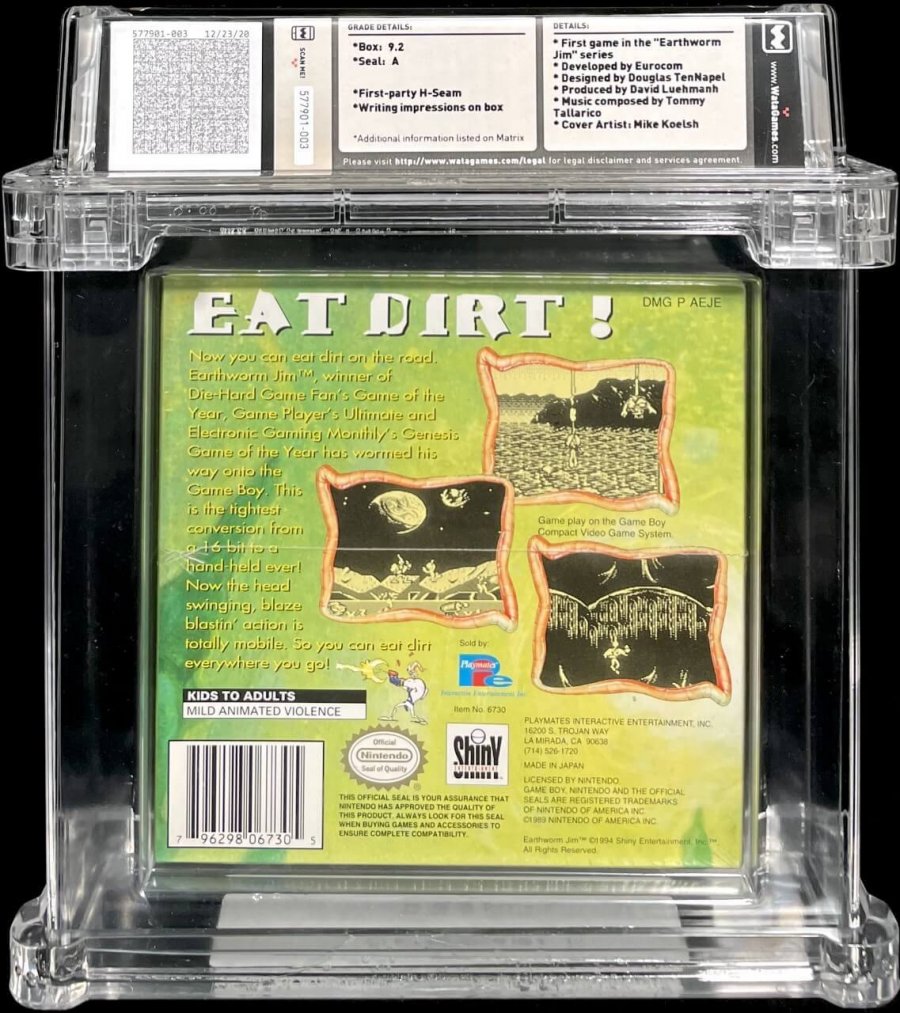 577901-003 12/23/20
SCAN ME!
577901-003
GRADE DETAILS:
*Box: 9.2
*Seal: A
*First-party H-Seam
*Writing impressions on box
*Additional information listed on Matrix
DETAILS:
* First game in the "Earthworm
Jim" series
* Developed by Eurocom
* Designed by Douglas TenNapel
* Produced by David Luehmanh
* Music composed by Tommy
Tallarico
* Cover Artist: Mike Koelsh
www.WataGames.com
Please visit http://www.watagames.com/legal for legal disclaimer and services agreement.
EAT DIRT !
DMG P AEJE
Now you can eat dirt on the road.
Earthworm Jim™, winner of
Die-Hard Game Fan's Game of the
Year, Game Player's Ultimate and
Electronic Gaming Monthly's Genesis
Game of the Year has wormed his
way onto the
Game Boy. This
is the tightest
conversion from
a 16 bit to a
hand-held ever!
Now the head
swinging, blaze
blastin' action is
totally mobile. So you can eat dirt
everywhere you go!
Game play on the Game Boy
Compact Video Game System.
KIDS TO ADULTS
MILD ANIMATED VIOLENCE
Sold by:
Playmates
Interactive Entertainment Inc.
Item No. 6730
Official
Nintendo
Seal of Quality
Shiny
ENTERTAINMENT
THIS OFFICIAL SEAL IS YOUR ASSURANCE THAT
NINTENDO HAS APPROVED THE QUALITY OF
THIS PRODUCT. ALWAYS LOOK FOR THIS SEAL
WHEN BUYING GAMES AND ACCESSORIES TO
ENSURE COMPLETE COMPATIBILITY.
PLAYMATES INTERACTIVE ENTERTAINMENT, INC.
16200 S. TROJAN WAY
LA MIRADA, CA 90638
(714) 526-1720
MADE IN JAPAN
LICENSED BY NINTENDO
GAME BOY, NINTENDO AND THE OFFICIAL
SEALS ARE REGISTERED TRADEMARKS
OF NINTENDO OF AMERICA INC.
©1989 NINTENDO OF AMERICA INC.
Earthworm Jim™ ©1994 Shiny Entertainment, Inc.™
All Rights Reserved.
7 96298 06730 5